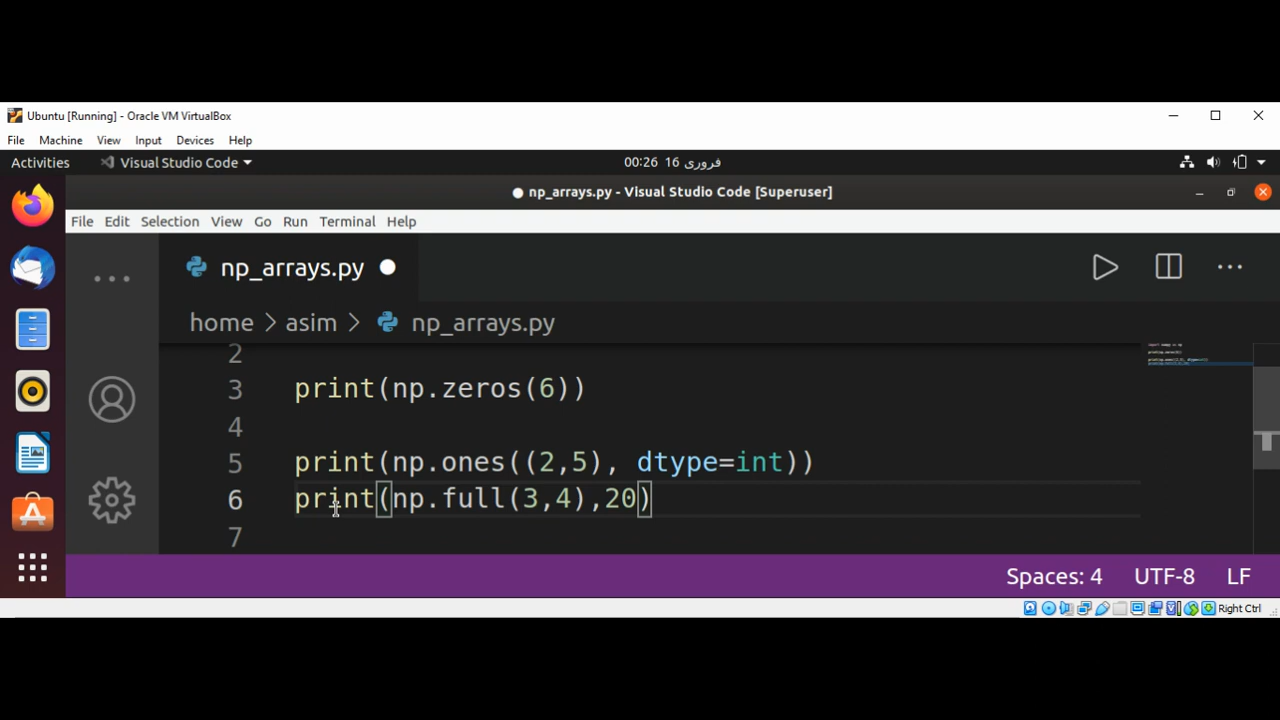 Ubuntu [Running] - Oracle VM VirtualBox
File Machine View Input Devices Help
Activities Visual Studio Code 00:26 16 فروری
● np_arrays.py - Visual Studio Code [Superuser]
File Edit Selection View Go Run Terminal Help
np_arrays.py
home > asim > np_arrays.py
2
3 print(np.zeros(6))
4
5 print(np.ones((2,5), dtype=int))
6 print(np.full(3,4),20)
7
Spaces: 4 UTF-8 LF
Right Ctrl